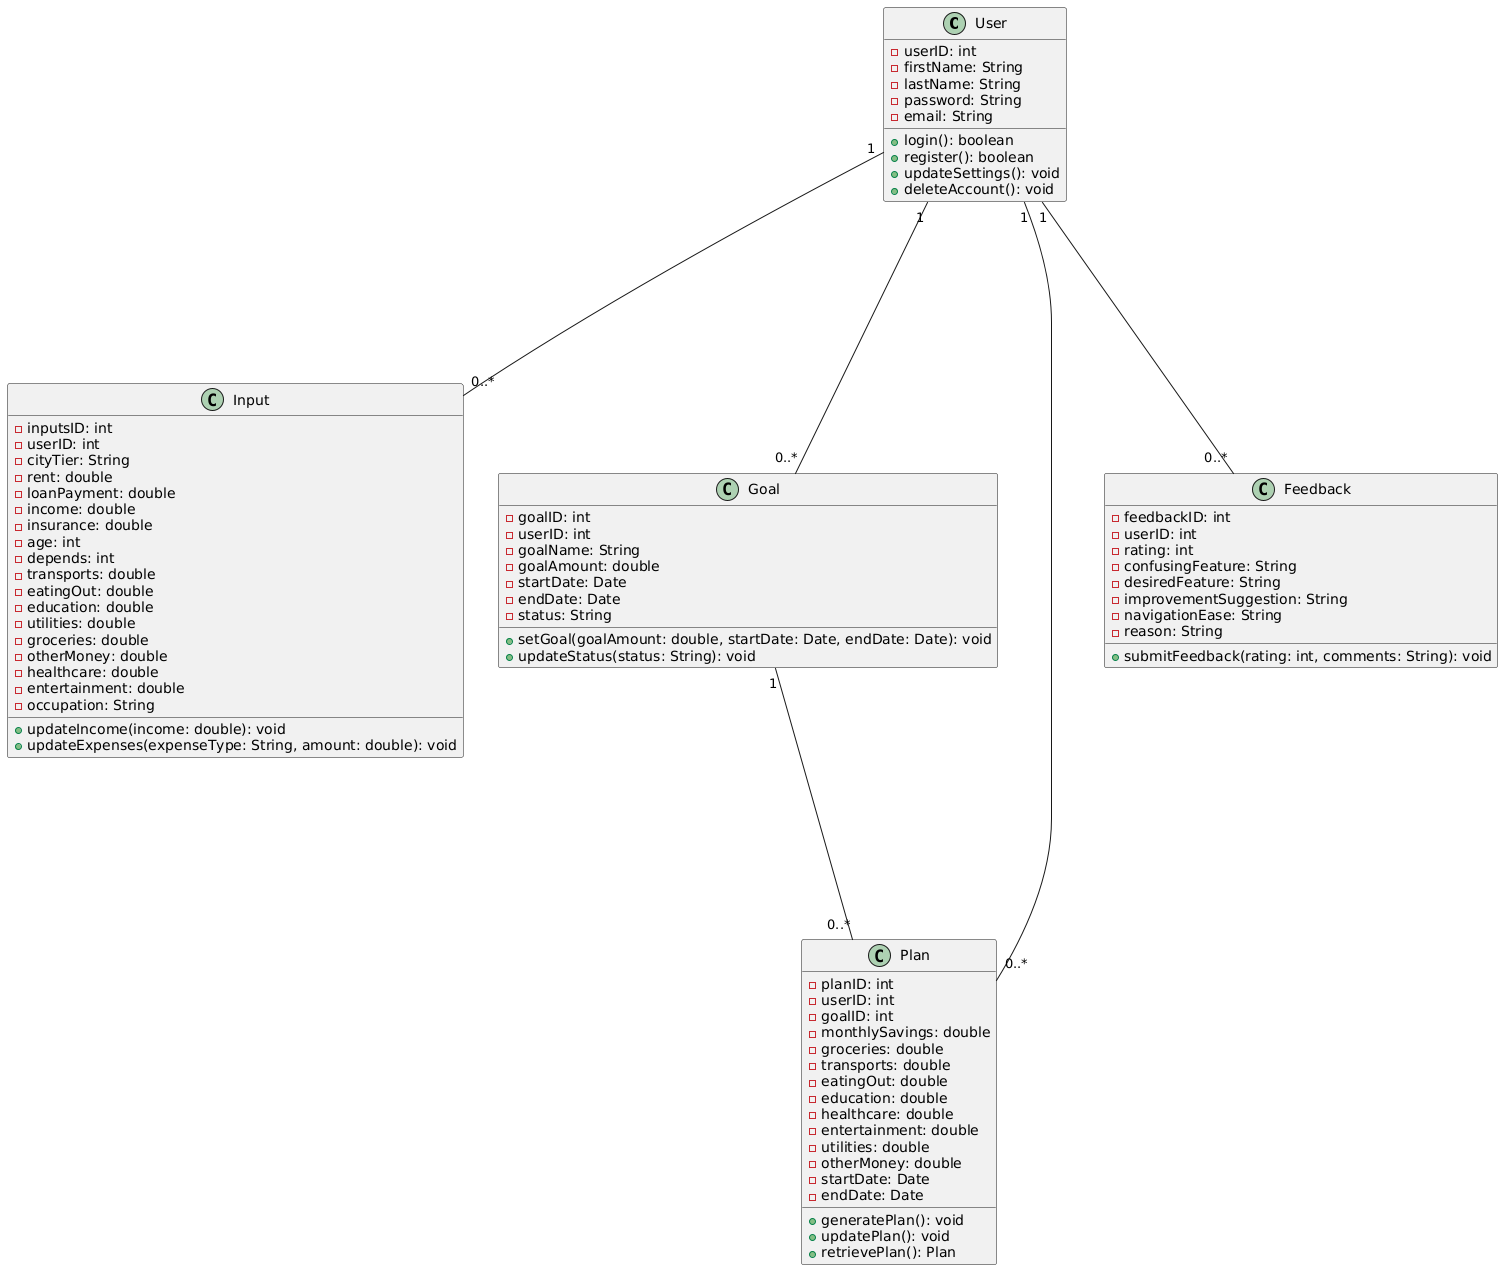 C User
userID: int
firstName: String
lastName: String
password: String
email: String
login(): boolean
register(): boolean
updateSettings(): void
deleteAccount(): void
1
1
1
1
0..*
C Input
inputsID: int
userID: int
cityTier: String
rent: double
loanPayment: double
income: double
insurance: double
age: int
depends: int
transports: double
eatingOut: double
education: double
utilities: double
groceries: double
otherMoney: double
healthcare: double
entertainment: double
occupation: String
updateIncome(income: double): void
updateExpenses(expenseType: String, amount: double): void
0..*
C Goal
goalID: int
userID: int
goalName: String
goalAmount: double
startDate: Date
endDate: Date
status: String
setGoal(goalAmount: double, startDate: Date, endDate: Date): void
updateStatus(status: String): void
0..*
C Feedback
feedbackID: int
userID: int
rating: int
confusingFeature: String
desiredFeature: String
improvementSuggestion: String
navigationEase: String
reason: String
submitFeedback(rating: int, comments: String): void
1
0..*
0..*
C Plan
planID: int
userID: int
goalID: int
monthlySavings: double
groceries: double
transports: double
eatingOut: double
education: double
healthcare: double
entertainment: double
utilities: double
otherMoney: double
startDate: Date
endDate: Date
generatePlan(): void
updatePlan(): void
retrievePlan(): Plan